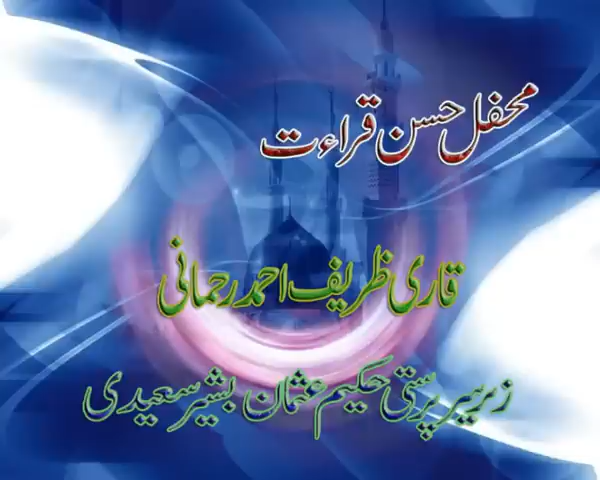 محفل حسن قراءت
قاری ظریف احمد رحمانی
زیر سرپرستی حکیم عثمان بشیر سعیدی